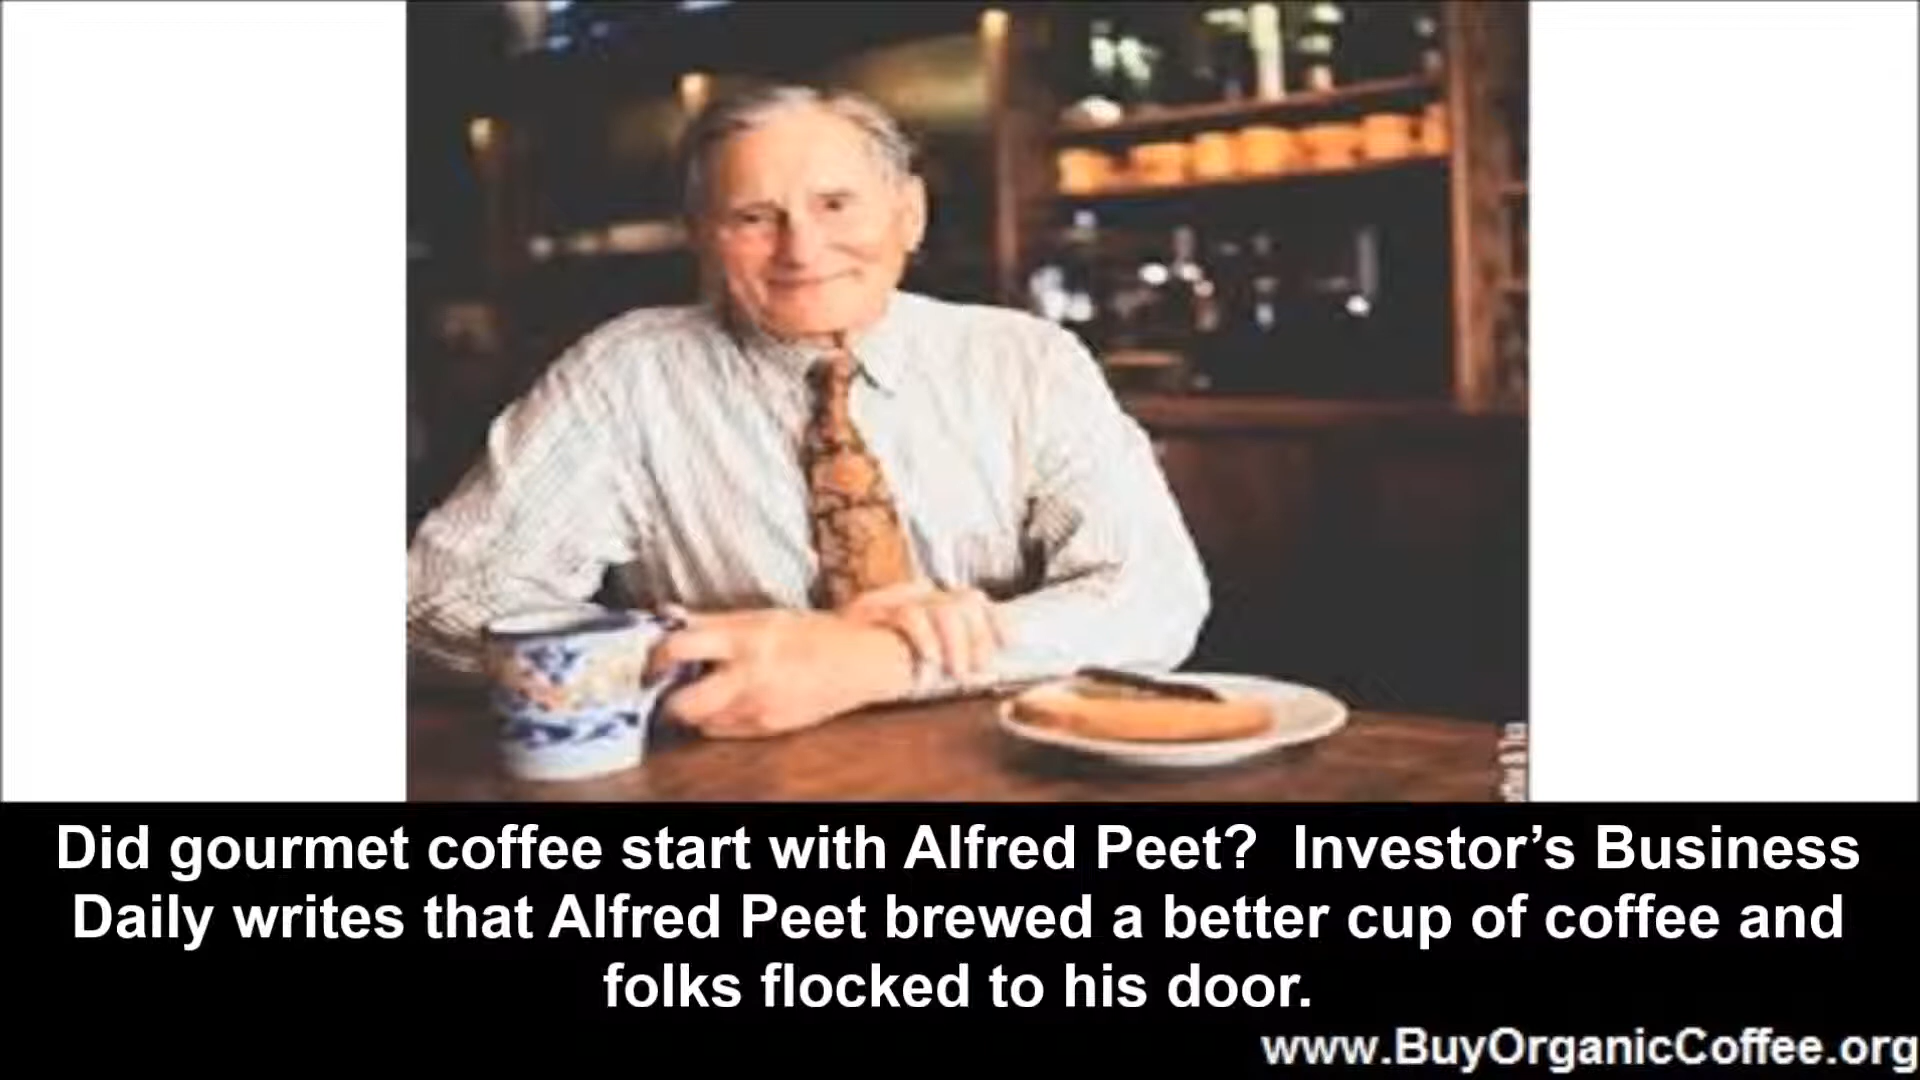 Did gourmet coffee start with Alfred Peet?  Investor’s Business
Daily writes that Alfred Peet brewed a better cup of coffee and
folks flocked to his door.
www.BuyOrganicCoffee.org